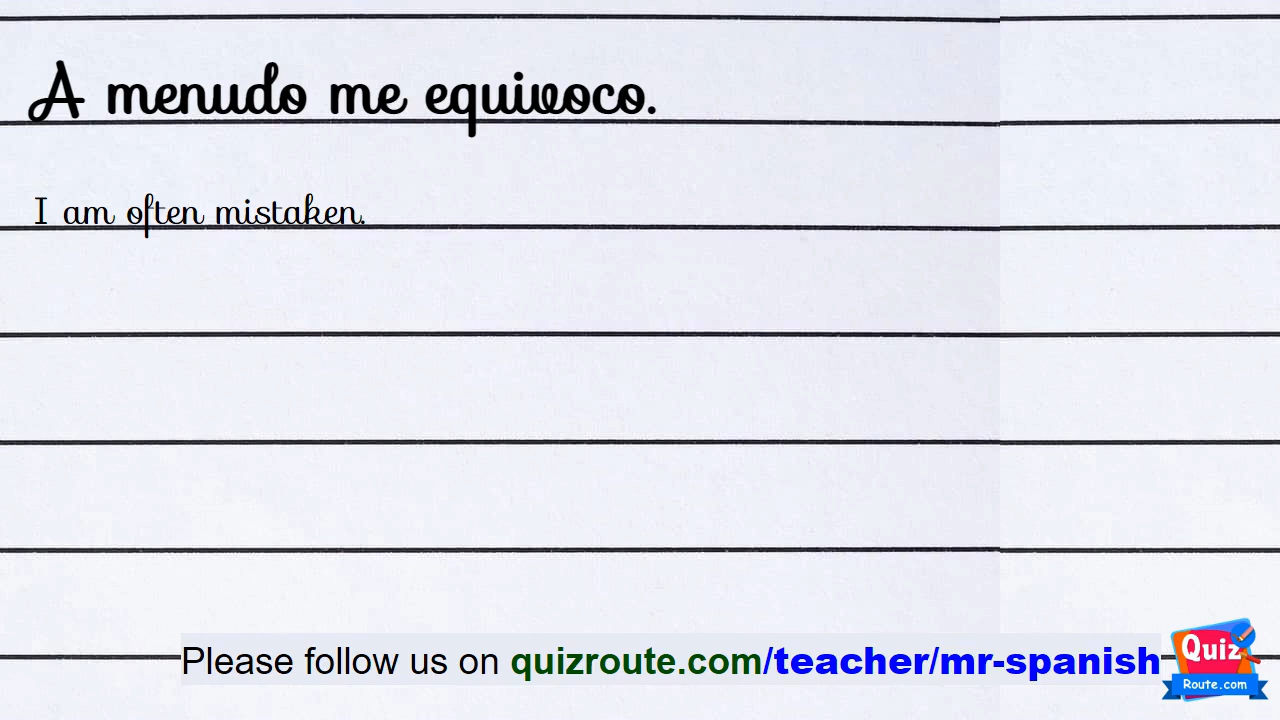 A menudo me equivoco.
I am often mistaken.
Please follow us on quizroute.com/teacher/mr-spanish
Quiz
Route.com